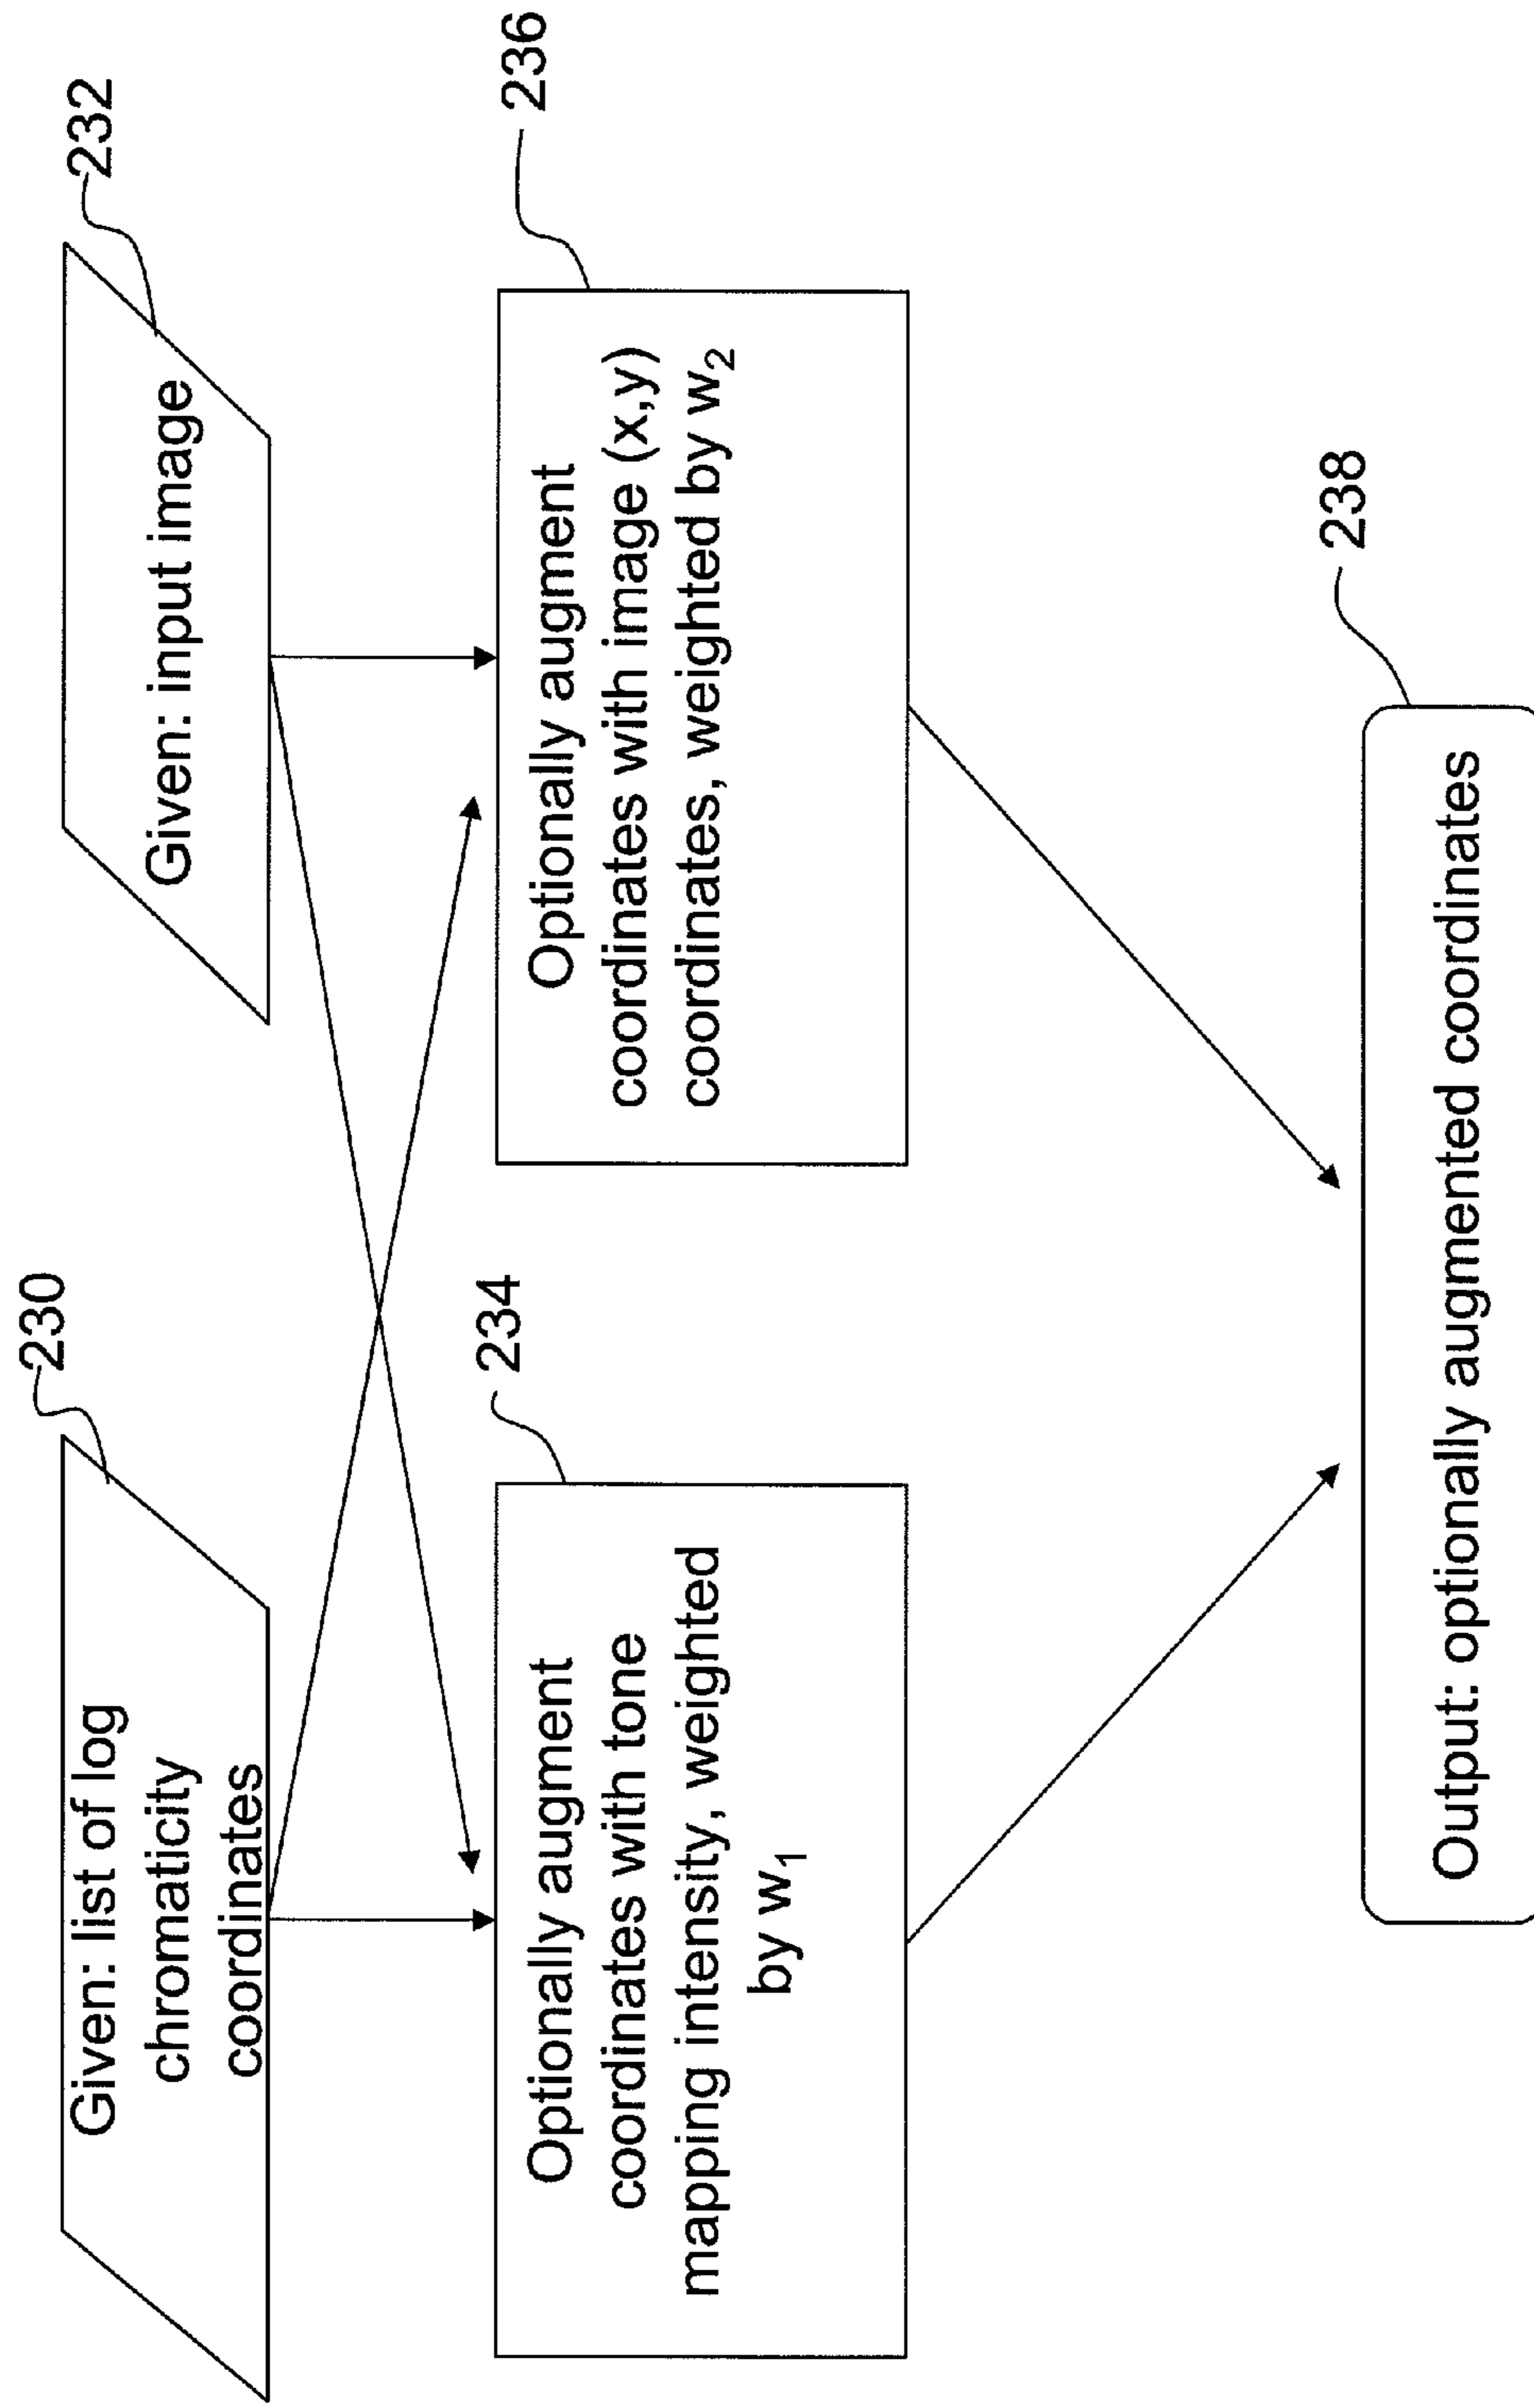 230
Given: list of log
chromaticity
coordinates
232
Given: input image
234
Optionally augment
coordinates with tone
mapping intensity, weighted
by w₁
236
Optionally augment
coordinates with image (x,y)
coordinates, weighted by w₂
238
Output: optionally augmented coordinates